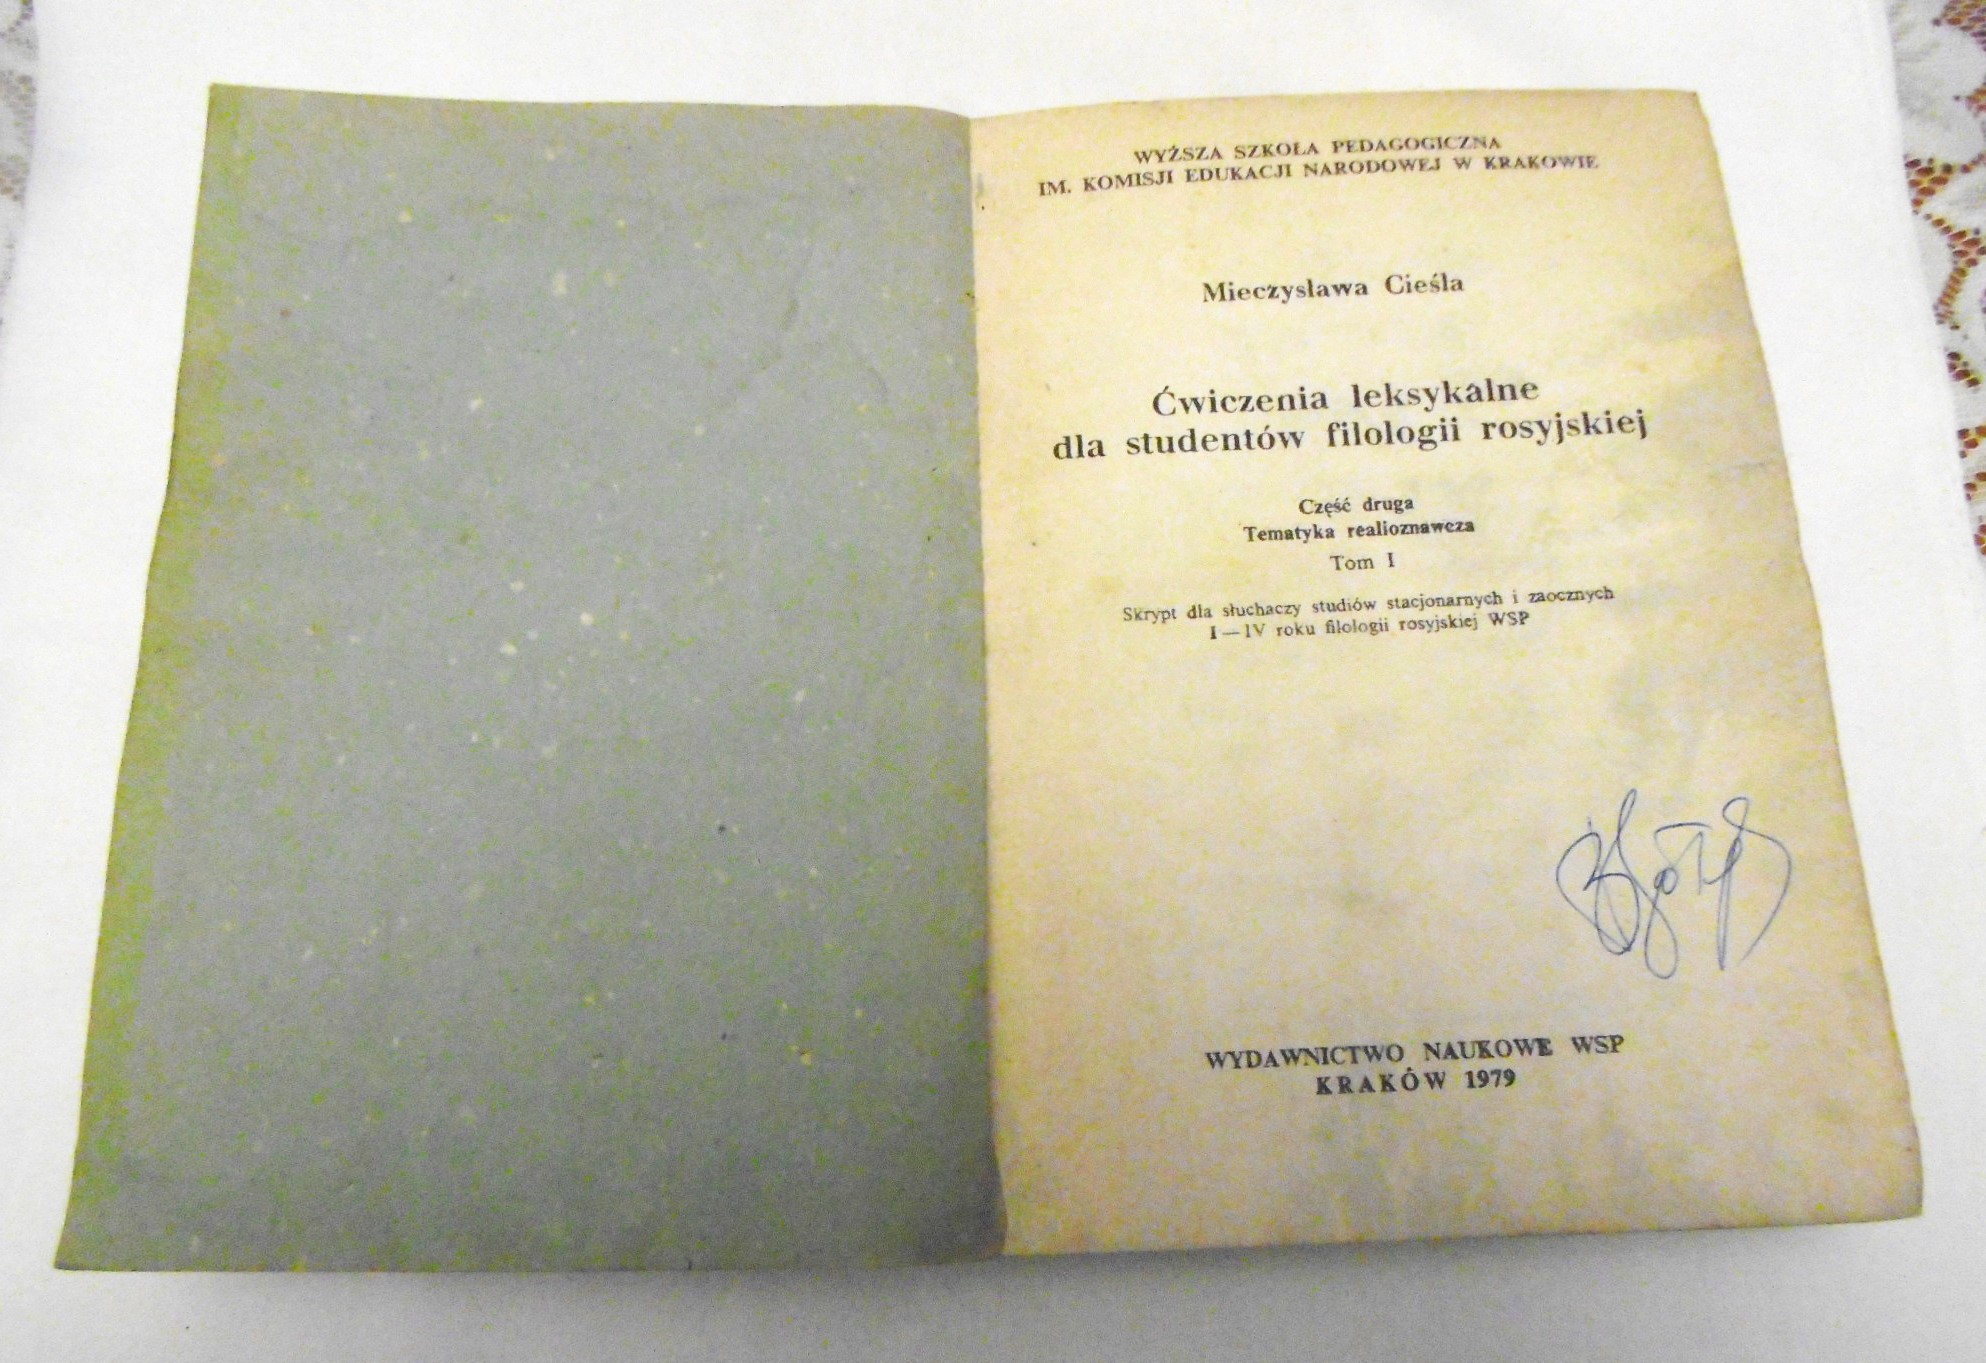 WYŻSZA SZKOŁA PEDAGOGICZNA
IM. KOMISJI EDUKACJI NARODOWEJ W KRAKOWIE
Mieczysława Cieśla
Ćwiczenia leksykalne
dla studentów filologii rosyjskiej
Część druga
Tematyka realioznawcza
Tom I
Skrypt dla słuchaczy studiów stacjonarnych i zaocznych
I—IV roku filologii rosyjskiej WSP
WYDAWNICTWO NAUKOWE WSP
KRAKÓW 1979